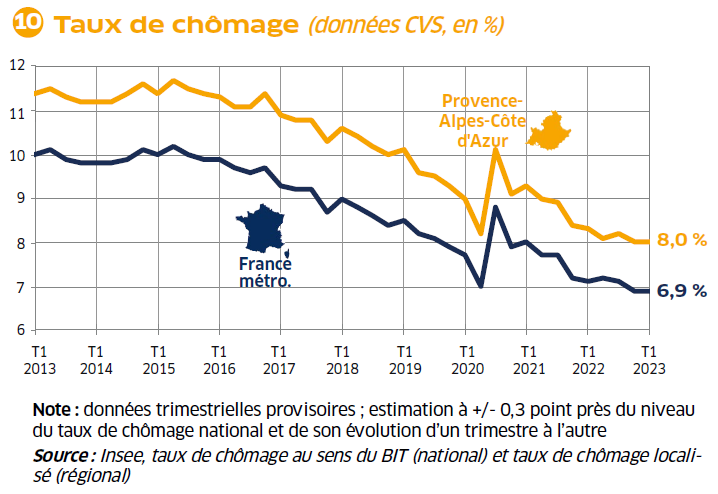 10 Taux de chômage (données CVS, en %)
12
11
10
9
8
7
6
Provence-
Alpes-Côte
d'Azur
France
métro.
8,0 %
6,9 %
T1 T1 T1 T1 T1 T1 T1 T1 T1 T1 T1
2013 2014 2015 2016 2017 2018 2019 2020 2021 2022 2023
Note : données trimestrielles provisoires ; estimation à +/- 0,3 point près du niveau
du taux de chômage national et de son évolution d'un trimestre à l'autre
Source : Insee, taux de chômage au sens du BIT (national) et taux de chômage locali-
sé (régional)